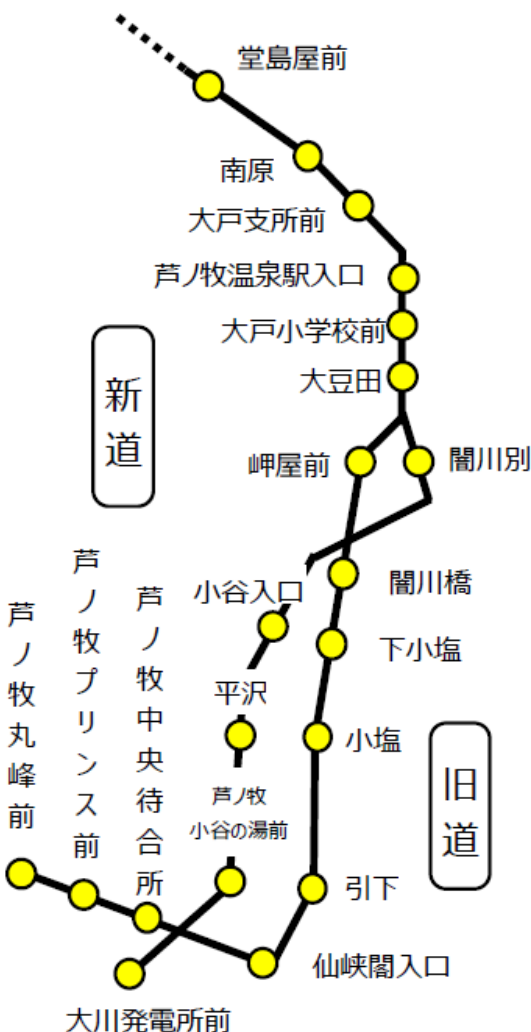 堂島屋前
南原
大戸支所前
芦ノ牧温泉駅入口
大戸小学校前
大豆田
新道
岬屋前
闇川別
闇川橋
小谷入口
下小塩
平沢
小塩
芦ノ牧丸峰前
芦ノ牧プリンス前
芦ノ牧中央待合所
芦ノ牧
小谷の湯前
旧道
引下
仙峡閣入口
大川発電所前